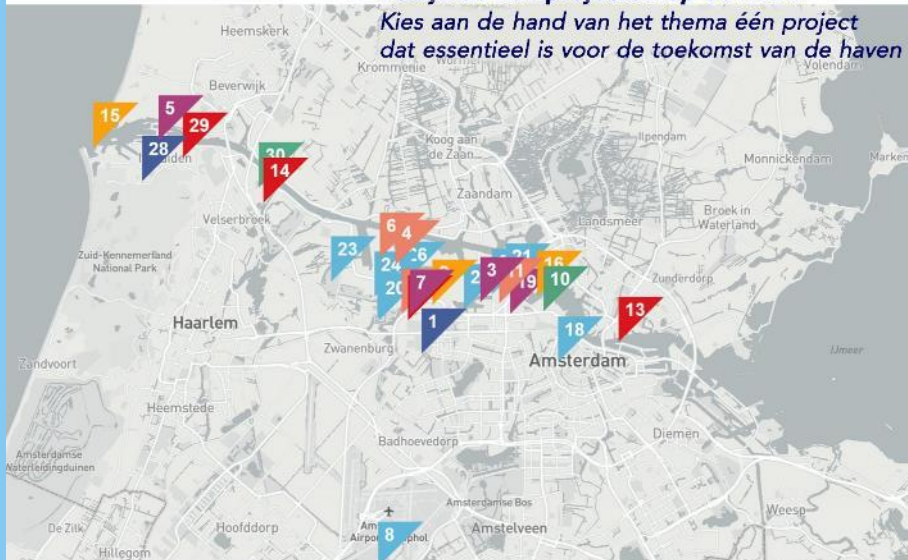 Kies aan de hand van het thema één project
dat essentieel is voor de toekomst van de haven
Heemskerk
Krommenie
Volendam
Beverwijk
15
5
29
28
Koog aan
de Zaan
Ilpendam
Monnickendam
30
14
Zaandam
Velserbroek
Landsmeer
Broek in
Waterland
6
4
23
26
21
Zuid-Kennemerland
National Park
24
3
11
16
Zunderdorp
20
7
19
10
1
18
13
Haarlem
Zwanenburg
Amsterdam
IJmeer
Zandvoort
Heemstede
Badhoevedorp
Diemen
Amsterdamse
Waterleidingduinen
Amsterdamse Bos
Weesp
De Zilk
Hoofddorp
8
Amstelveen
Hillegom